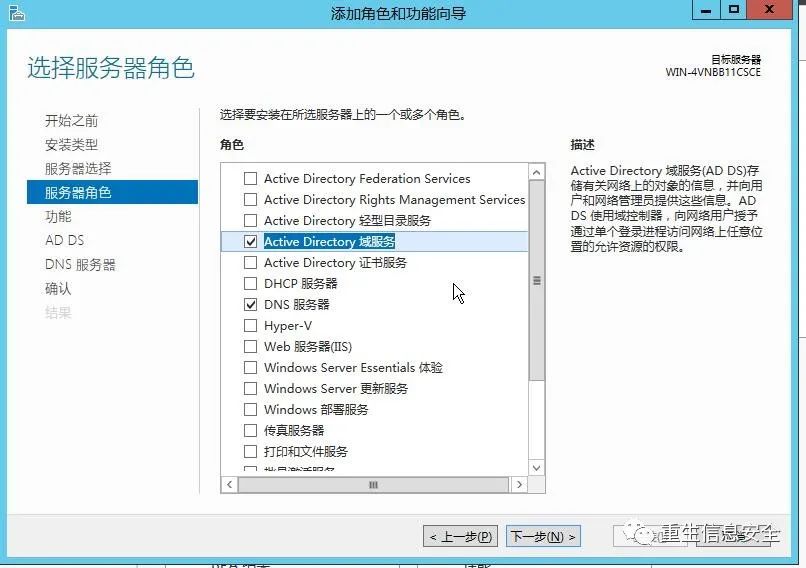 添加角色和功能向导
选择服务器角色
目标服务器
WIN-4VNBB11CSCE
开始之前
安装类型
服务器选择
服务器角色
功能
AD DS
DNS 服务器
确认
结果
选择要安装在所选服务器上的一个或多个角色。
角色
Active Directory Federation Services
Active Directory Rights Management Services
Active Directory 轻型目录服务
Active Directory 域服务
Active Directory 证书服务
DHCP 服务器
DNS 服务器
Hyper-V
Web 服务器(IIS)
Windows Server Essentials 体验
Windows Server 更新服务
Windows 部署服务
传真服务器
打印和文件服务
批量激活服务
描述
Active Directory 域服务(AD DS)存
储有关网络上的对象的信息，并向用
户和网络管理员提供这些信息。AD
DS 使用域控制器，向网络用户授予
通过单个登录进程访问网络上任意位
置的允许资源的权限。
< 上一步(P)
下一步(N) >
重生信息安全